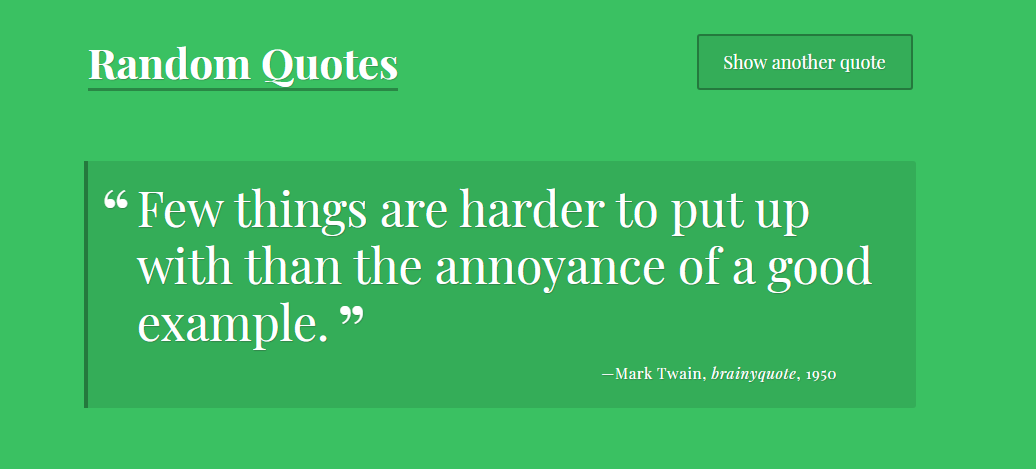 Random Quotes
Show another quote
“ Few things are harder to put up
with than the annoyance of a good
example. ”
—Mark Twain, brainyquote, 1950